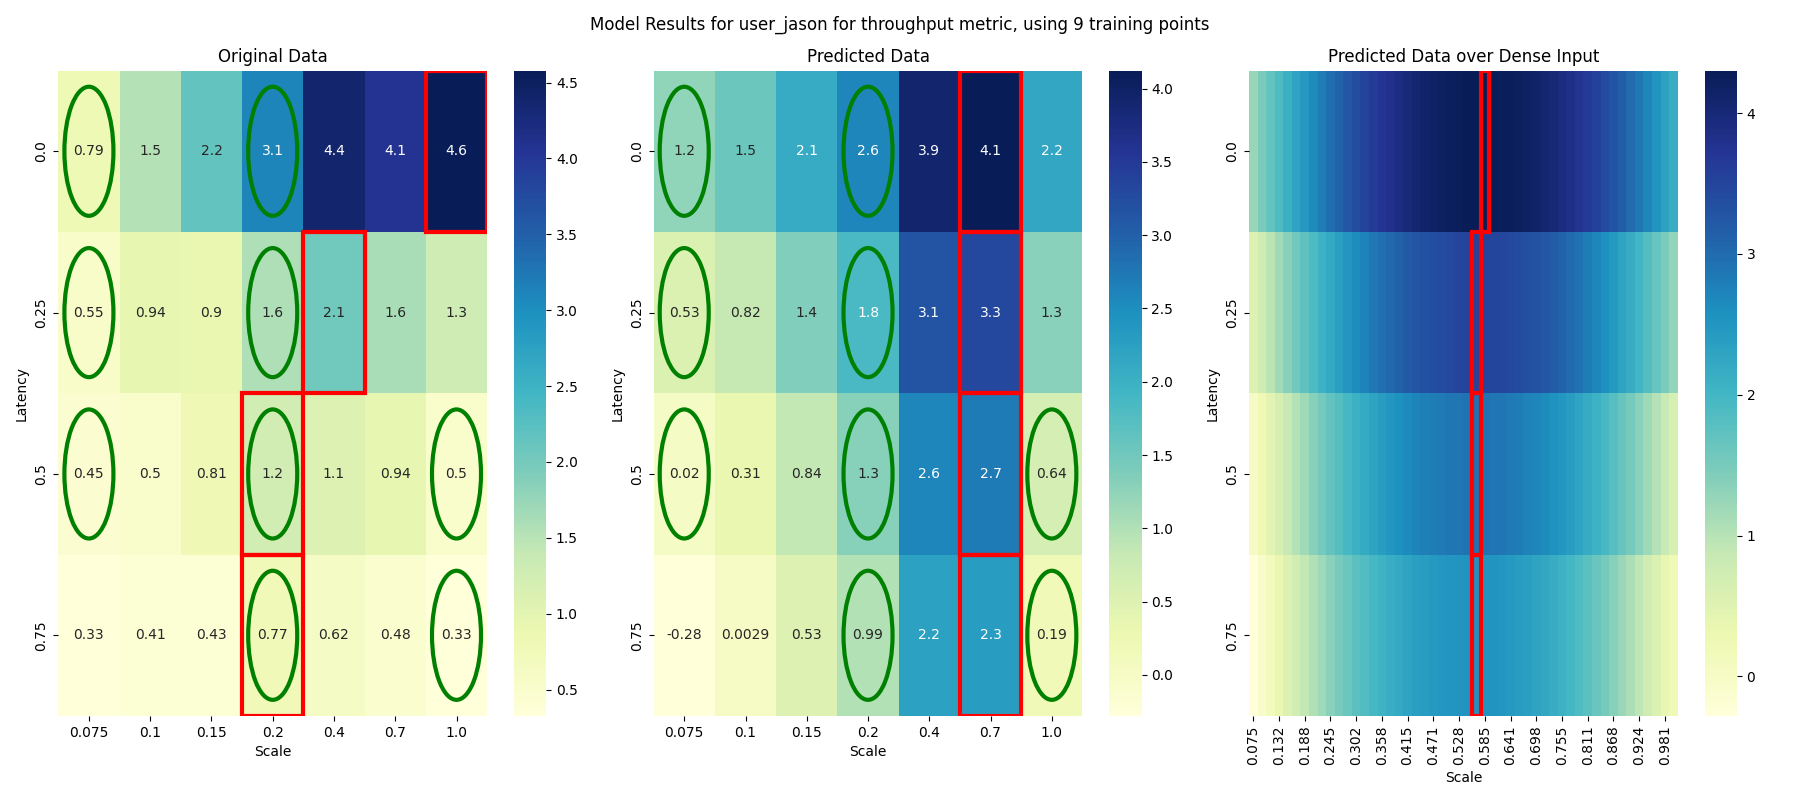 Model Results for user_jason for throughput metric, using 9 training points
Original Data
0.0 0.79 1.5 2.2 3.1 4.4 4.1 4.6
0.25 0.55 0.94 0.9 1.6 2.1 1.6 1.3
0.5 0.45 0.5 0.81 1.2 1.1 0.94 0.5
0.75 0.33 0.41 0.43 0.77 0.62 0.48 0.33
Latency
0.075 0.1 0.15 0.2 0.4 0.7 1.0
Scale
4.5
4.0
3.5
3.0
2.5
2.0
1.5
1.0
0.5
Predicted Data
0.0 1.2 1.5 2.1 2.6 3.9 4.1 2.2
0.25 0.53 0.82 1.4 1.8 3.1 3.3 1.3
0.5 0.02 0.31 0.84 1.3 2.6 2.7 0.64
0.75 -0.28 0.0029 0.53 0.99 2.2 2.3 0.19
Latency
0.075 0.1 0.15 0.2 0.4 0.7 1.0
Scale
4.0
3.5
3.0
2.5
2.0
1.5
1.0
0.5
0.0
Predicted Data over Dense Input
0.0
0.25
0.5
0.75
Latency
0.075 0.132 0.188 0.245 0.302 0.358 0.415 0.471 0.528 0.585 0.641 0.698 0.755 0.811 0.868 0.924 0.981
Scale
4
3
2
1
0